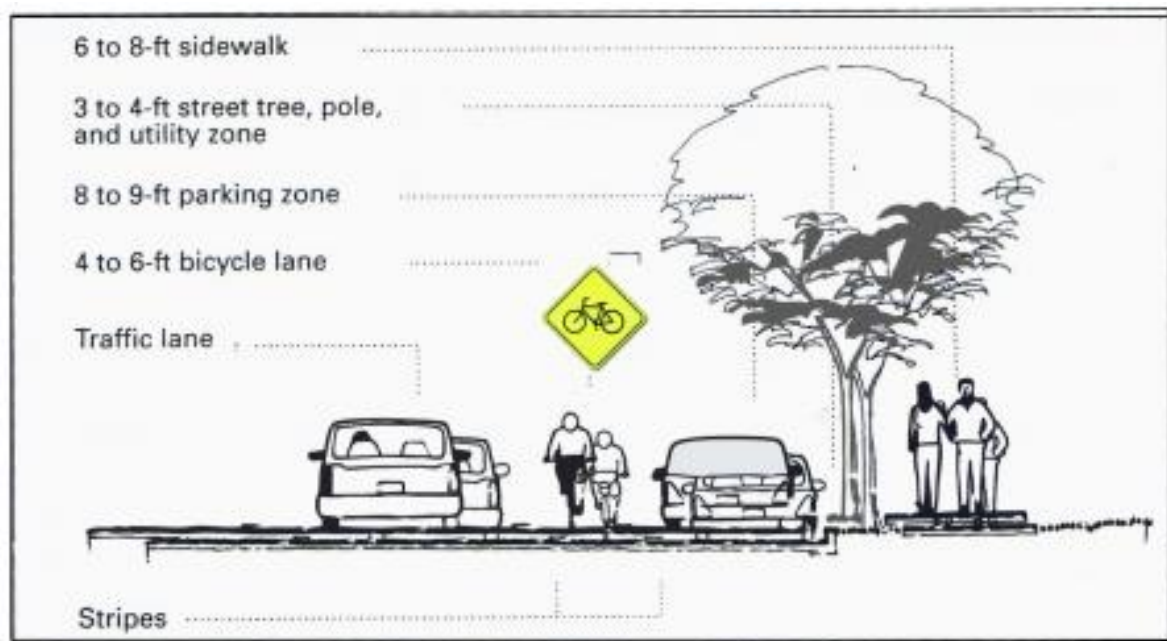 6 to 8-ft sidewalk
3 to 4-ft street tree, pole,
and utility zone
8 to 9-ft parking zone
4 to 6-ft bicycle lane
Traffic lane
Stripes